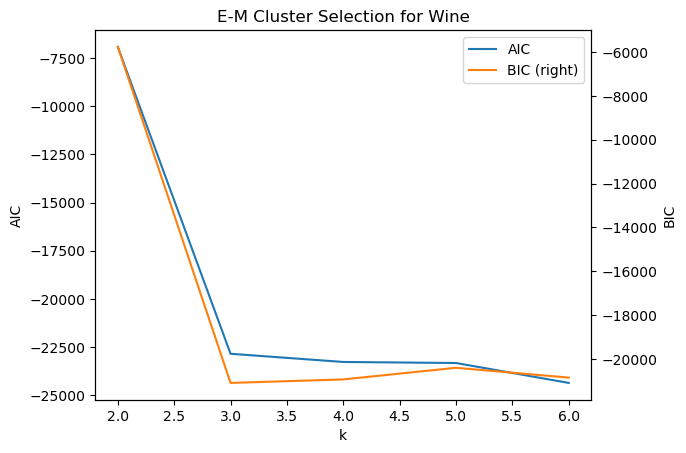 E-M Cluster Selection for Wine
AIC
BIC (right)
−7500
−10000
−12500
−15000
−17500
−20000
−22500
−25000
AIC
−6000
−8000
−10000
−12000
−14000
−16000
−18000
−20000
BIC
2.0 2.5 3.0 3.5 4.0 4.5 5.0 5.5 6.0
k